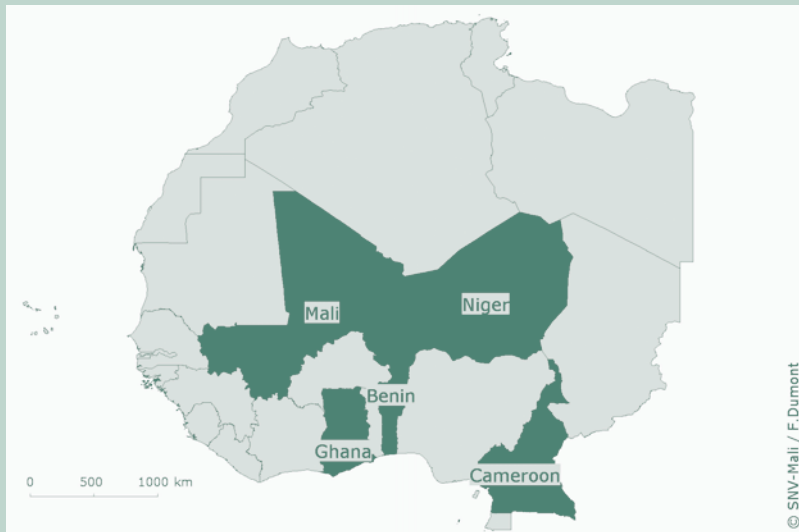 Mali
Niger
Benin
Ghana
Cameroon
0 500 1000 km
© SNV-Mali / F.Dumont